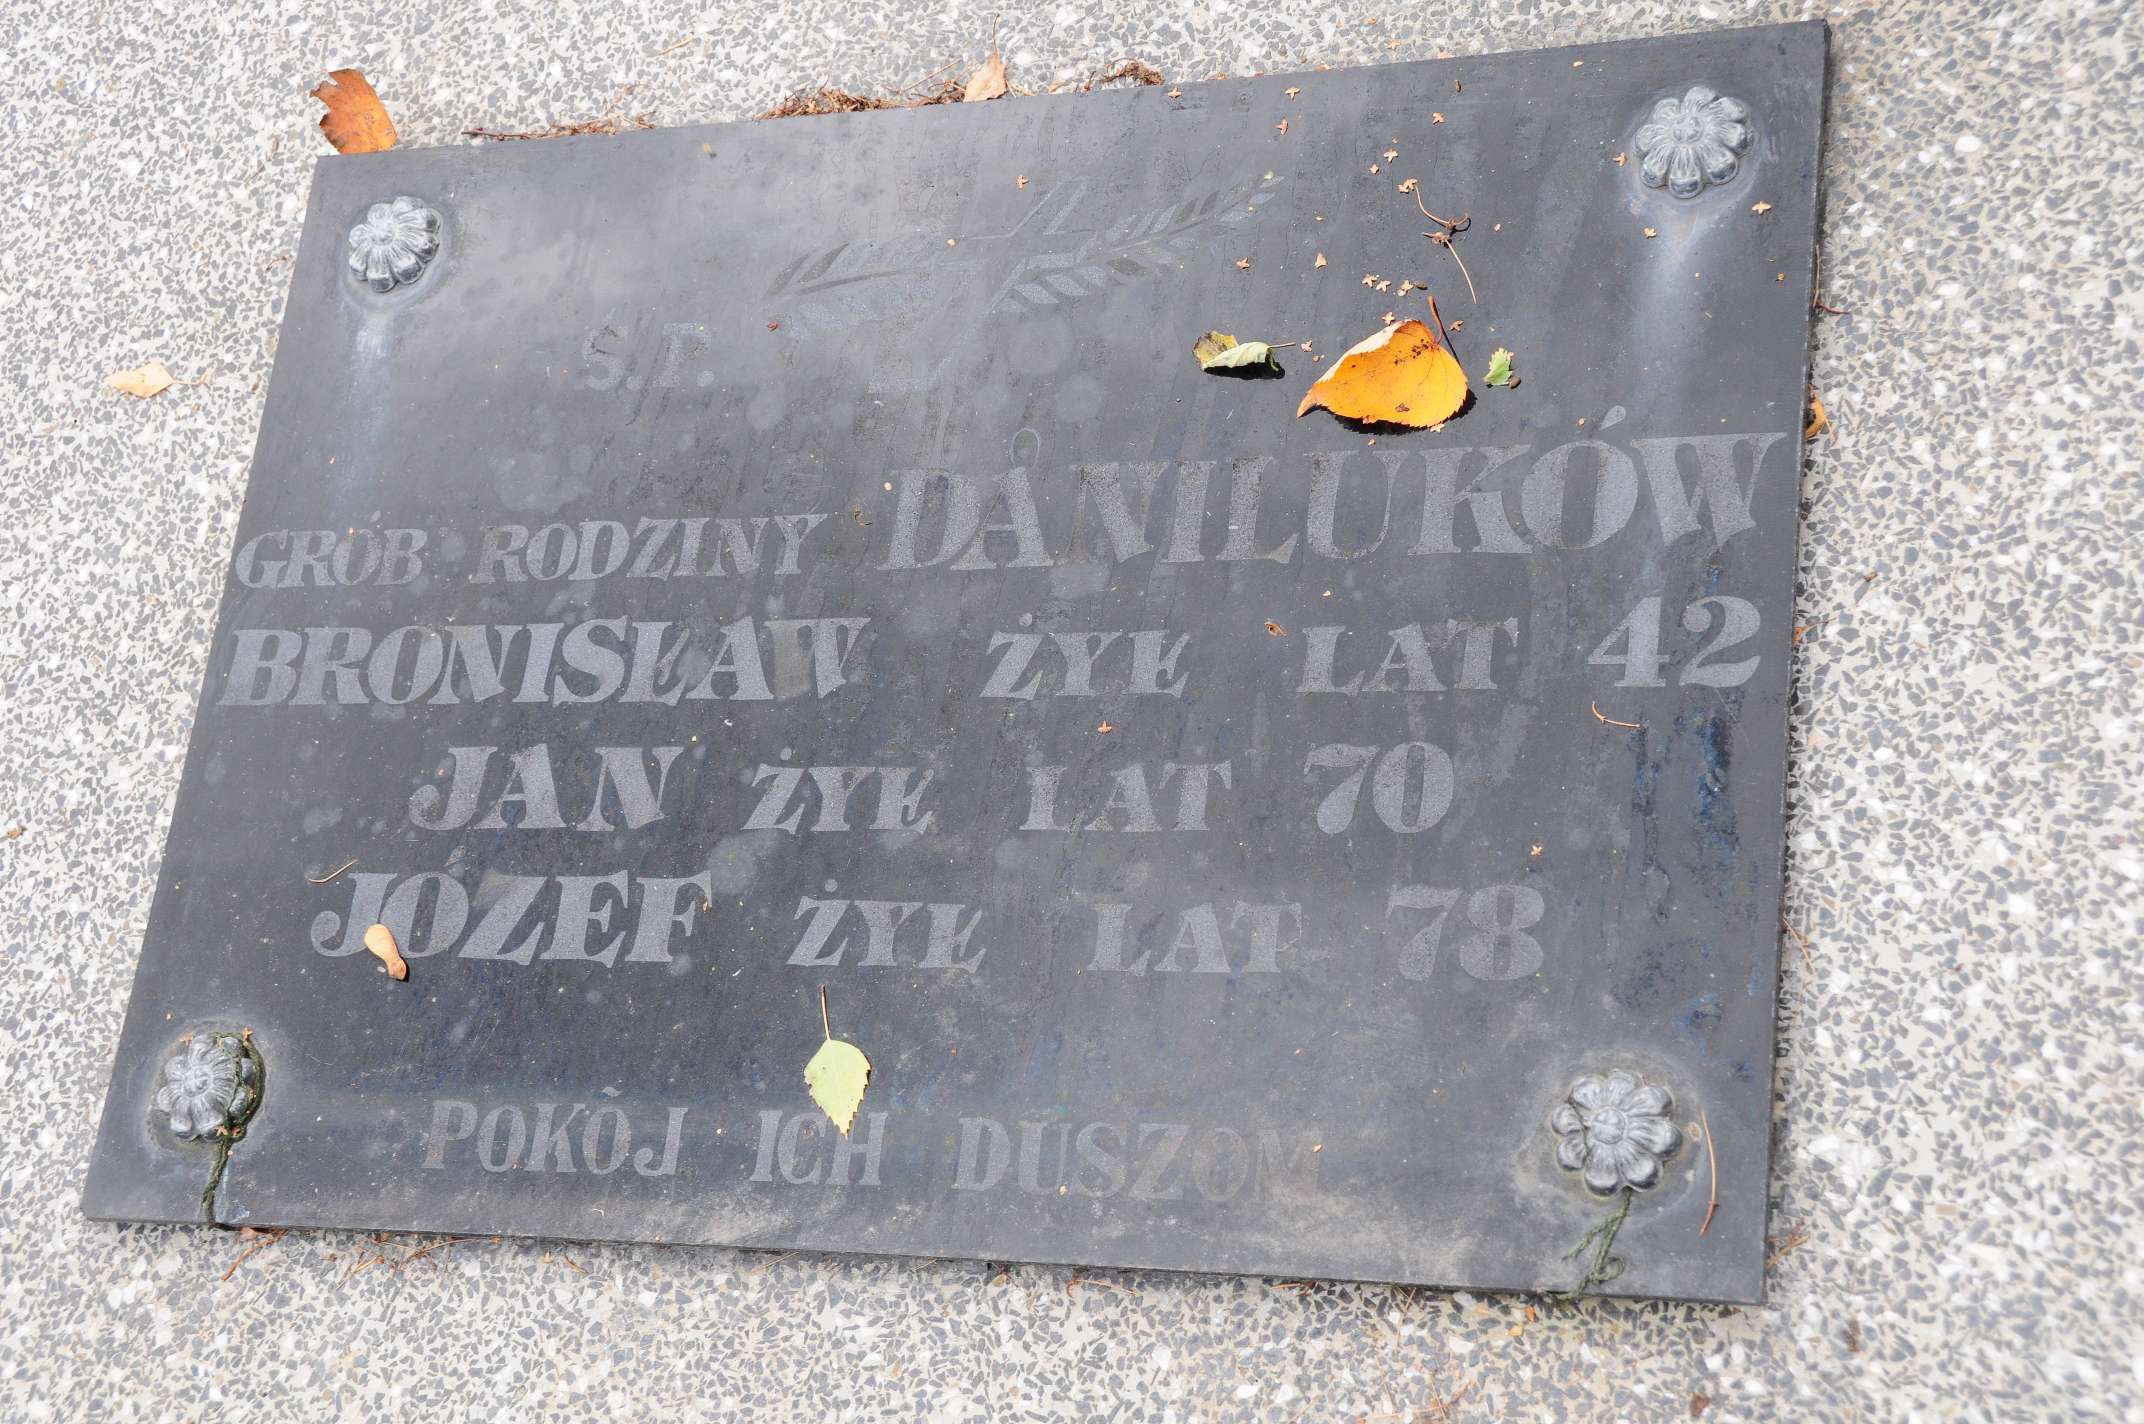 Ś.P.
GRÓB RODZINY DANILUKÓW
BRONISŁAW ŻYŁ LAT 42
JAN ŻYŁ LAT 70
JÓZEF ŻYŁ LAT 78
POKÓJ ICH DUSZOM